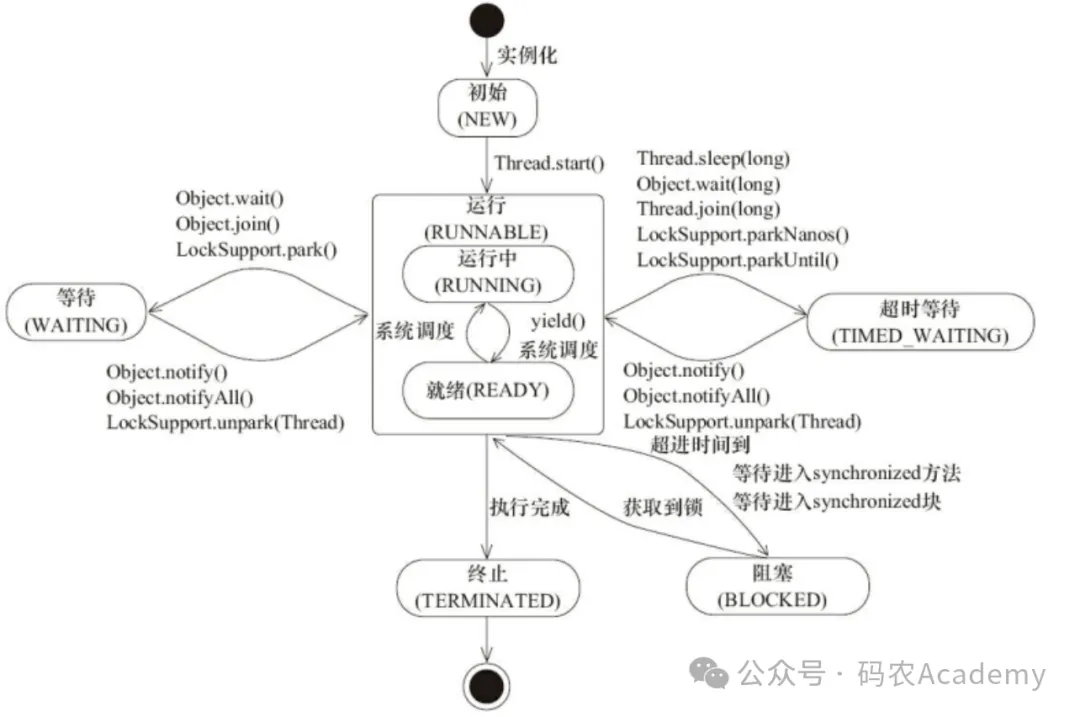 实例化
初始
(NEW)
Thread.start()
Object.wait()
Object.join()
LockSupport.park()
Thread.sleep(long)
Object.wait(long)
Thread.join(long)
LockSupport.parkNanos()
LockSupport.parkUntil()
运行
(RUNNABLE)
运行中
(RUNNING)
等待
(WAITING)
系统调度
yield()
系统调度
超时等待
(TIMED_WAITING)
就绪(READY)
Object.notify()
Object.notifyAll()
LockSupport.unpark(Thread)
Object.notify()
Object.notifyAll()
LockSupport.unpark(Thread)
超进时间到
等待进入synchronized方法
等待进入synchronized块
执行完成
获取到锁
终止
(TERMINATED)
阻塞
(BLOCKED)
公众号·码农Academy